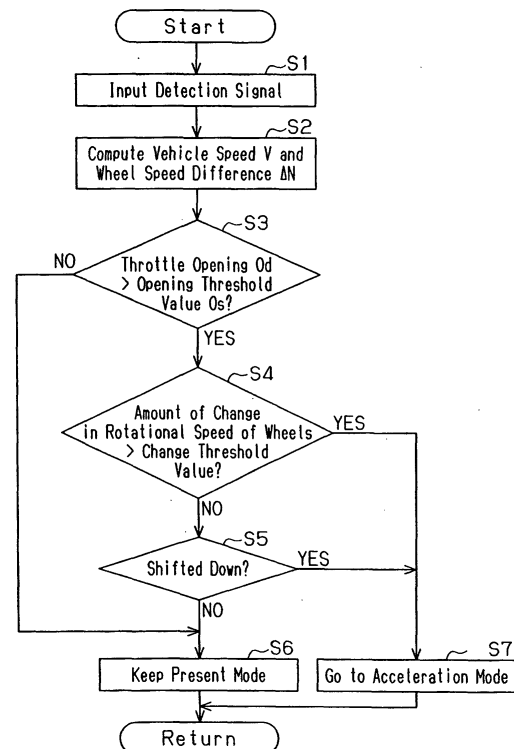 Start
S1
Input Detection Signal
S2
Compute Vehicle Speed V and
Wheel Speed Difference ΔN
S3
NO
Throttle Opening Od
> Opening Threshold
Value Os?
YES
S4
Amount of Change
in Rotational Speed of Wheels
> Change Threshold
Value?
YES
NO
S5
Shifted Down?
YES
NO
S6
Keep Present Mode
S7
Go to Acceleration Mode
Return